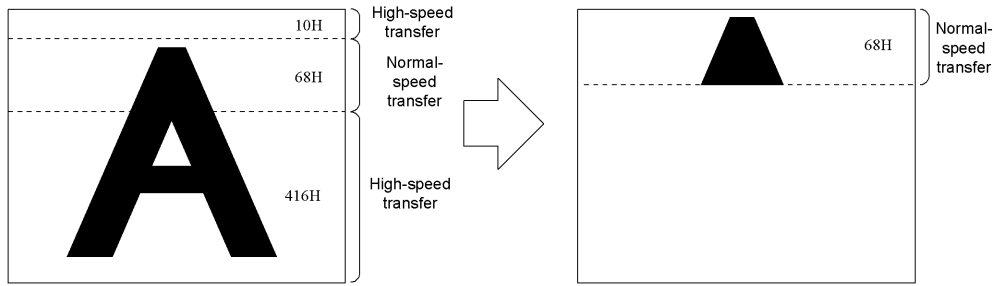 10H
High-speed
transfer
68H
Normal-
speed
transfer
A
416H
High-speed
transfer
68H
Normal-
speed
transfer